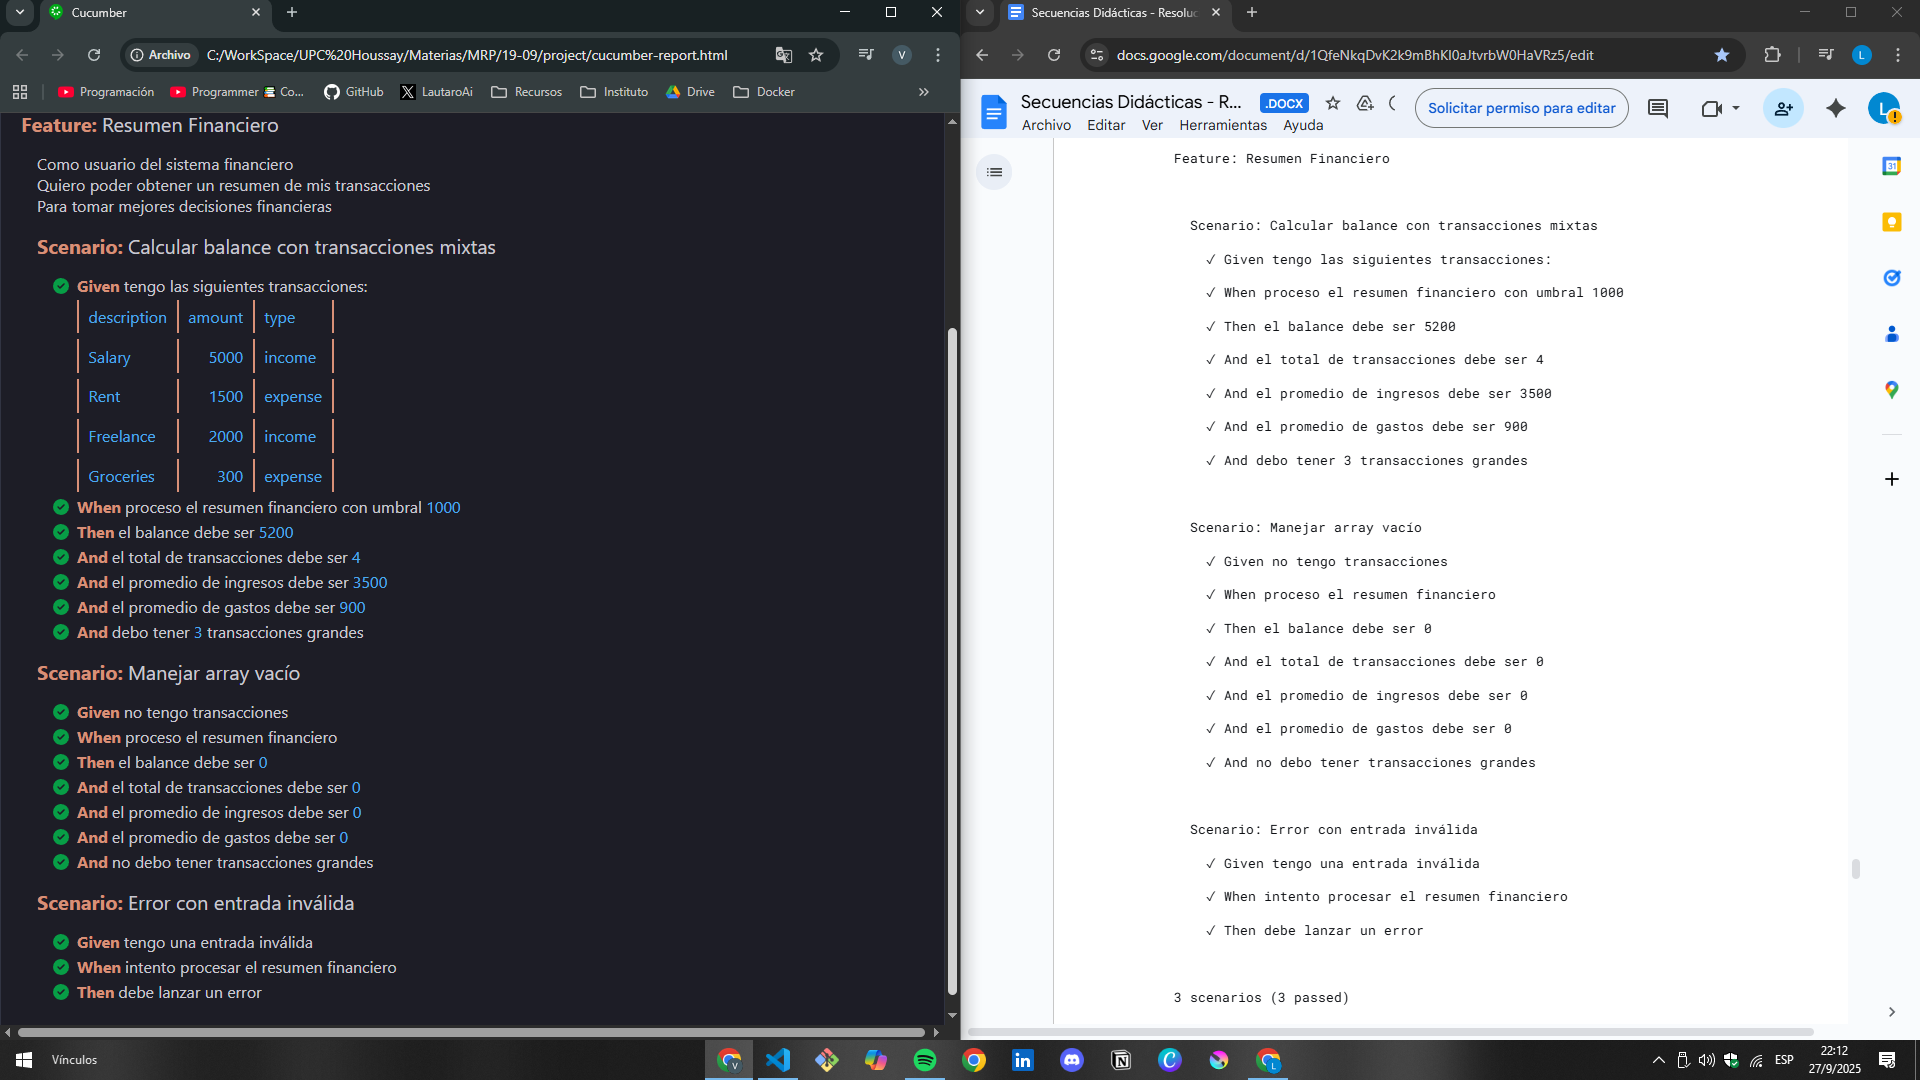 Cucumber
Archivo
C:/WorkSpace/UPC%20Houssay/Materias/MRP/19-09/project/cucumber-report.html
V
Programación
Programmer Co...
GitHub
LautaroAi
Recursos
Instituto
Drive
Docker
Feature: Resumen Financiero
Como usuario del sistema financiero
Quiero poder obtener un resumen de mis transacciones
Para tomar mejores decisiones financieras
Scenario: Calcular balance con transacciones mixtas
Given tengo las siguientes transacciones:
description amount type
Salary 5000 income
Rent 1500 expense
Freelance 2000 income
Groceries 300 expense
When proceso el resumen financiero con umbral 1000
Then el balance debe ser 5200
And el total de transacciones debe ser 4
And el promedio de ingresos debe ser 3500
And el promedio de gastos debe ser 900
And debo tener 3 transacciones grandes
Scenario: Manejar array vacío
Given no tengo transacciones
When proceso el resumen financiero
Then el balance debe ser 0
And el total de transacciones debe ser 0
And el promedio de ingresos debe ser 0
And el promedio de gastos debe ser 0
And no debo tener transacciones grandes
Scenario: Error con entrada inválida
Given tengo una entrada inválida
When intento procesar el resumen financiero
Then debe lanzar un error
Secuencias Didácticas - Resoluc
docs.google.com/document/d/1QfeNkqDvK2k9mBhKl0aJtvrbW0HaVRz5/edit
L
Secuencias Didácticas - R...
.DOCX
Solicitar permiso para editar
L
Archivo Editar Ver Herramientas Ayuda
31
Feature: Resumen Financiero
Scenario: Calcular balance con transacciones mixtas
✓ Given tengo las siguientes transacciones:
✓ When proceso el resumen financiero con umbral 1000
✓ Then el balance debe ser 5200
✓ And el total de transacciones debe ser 4
✓ And el promedio de ingresos debe ser 3500
✓ And el promedio de gastos debe ser 900
✓ And debo tener 3 transacciones grandes
Scenario: Manejar array vacío
✓ Given no tengo transacciones
✓ When proceso el resumen financiero
✓ Then el balance debe ser 0
✓ And el total de transacciones debe ser 0
✓ And el promedio de ingresos debe ser 0
✓ And el promedio de gastos debe ser 0
✓ And no debo tener transacciones grandes
Scenario: Error con entrada inválida
✓ Given tengo una entrada inválida
✓ When intento procesar el resumen financiero
✓ Then debe lanzar un error
3 scenarios (3 passed)
Vínculos
ESP
22:12
27/9/2025